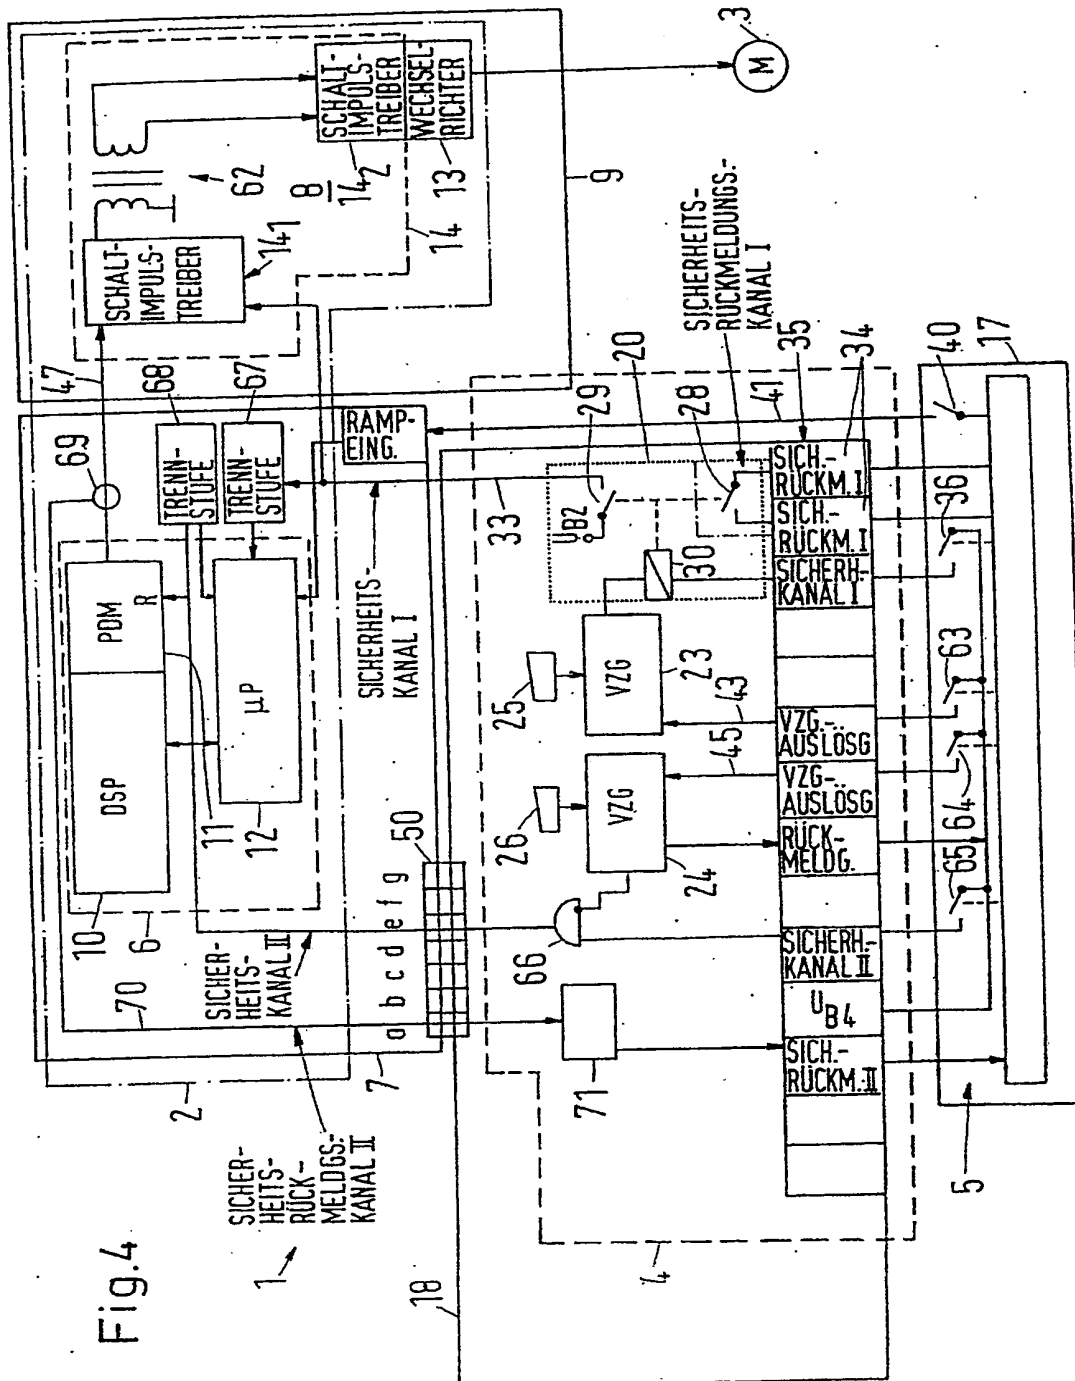 Fig.4
1
SICHER-
HEITS-
RÜCK-
MELDGS.-
KANAL II
2
7
70
SICHER-
HEITS-
KANAL II
6
10
12
11
DSP
PDM
R
µP
69
47
68
67
TRENN-
STUFE
TRENN-
STUFE
RAMP-
EING.
SICHERHEITS-
KANAL I
33
a b c d e f g
50
18
SCHALT-
IMPULS-
TREIBER
141
62
8
14
2
14
SCHALT-
IMPULS-
TREIBER
WECHSEL-
RICHTER
13
9
M
3
4
71
66
26
25
VZG
24
VZG
23
45
43
UB2
29
20
28
30
SICHERHEITS-
RÜCKMELDUNGS.-
KANAL I
35
34
41
SICH.-
RÜCKM.II
UB4
SICHERH.-
KANAL II
RÜCK-
MELDG.
VZG-.
AUSLÖSG
VZG.-.
AUSLÖSG
SICHERH-
KANAL I
SICH.-
RÜCKM.I
SICH.-
RÜCKM.I
5
65
64
63
36
40
17